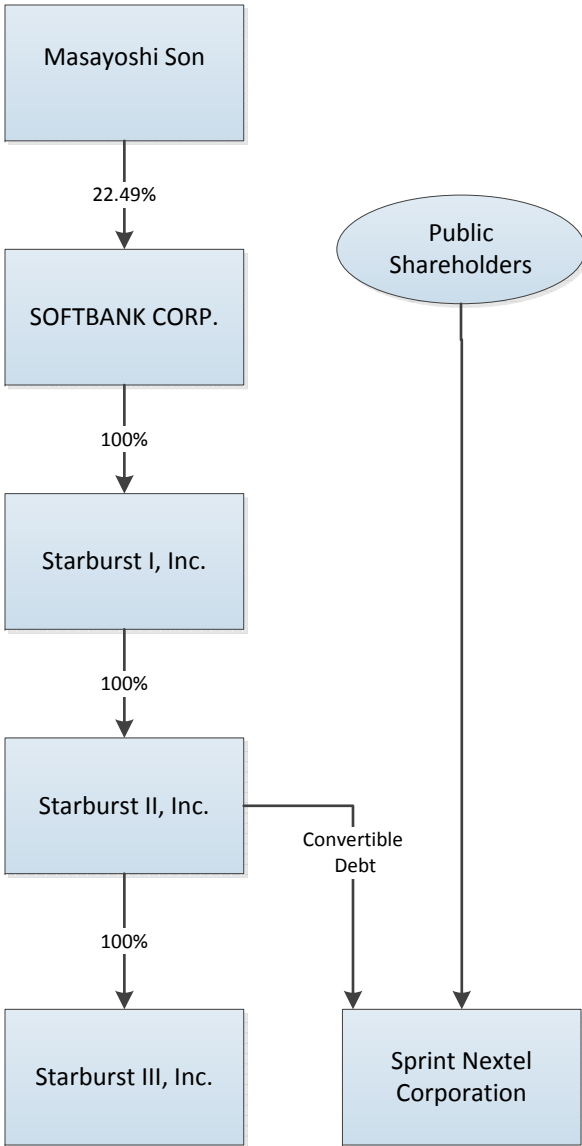 Masayoshi Son
22.49%
Public
Shareholders
SOFTBANK CORP.
100%
Starburst I, Inc.
100%
Starburst II, Inc.
Convertible
Debt
100%
Starburst III, Inc.
Sprint Nextel
Corporation